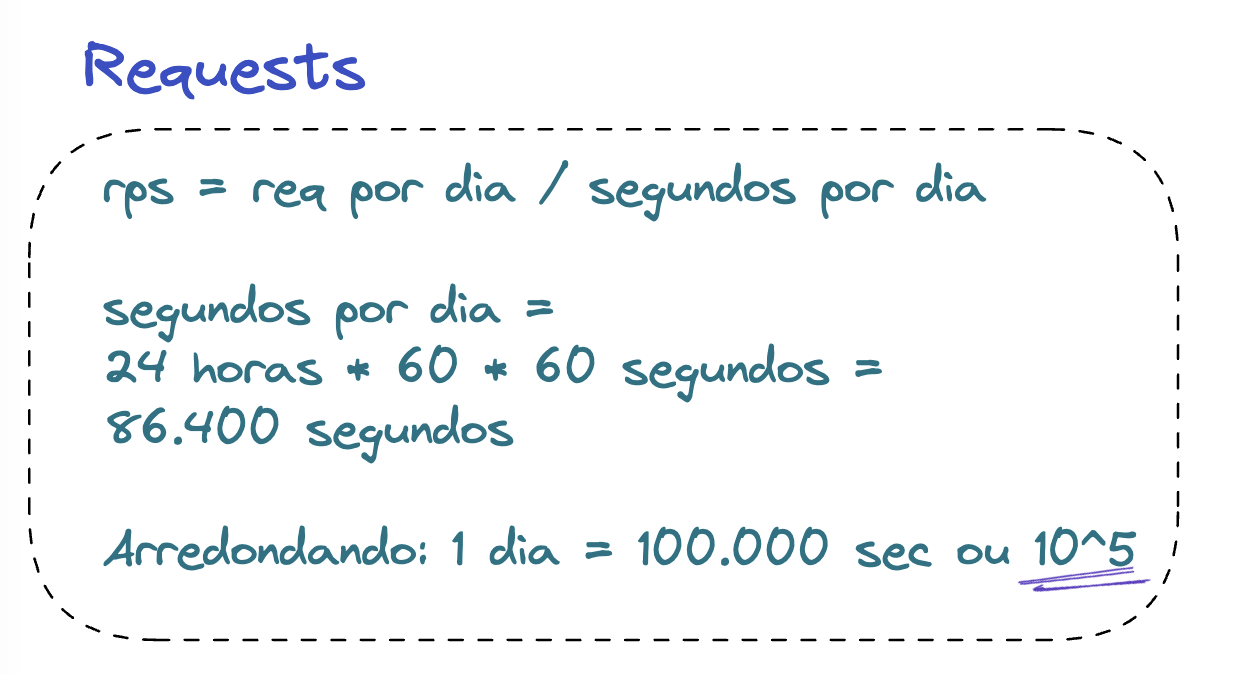 Requests
rps = req por dia / segundos por dia
segundos por dia =
24 horas * 60 * 60 segundos =
86.400 segundos
Arredondando: 1 dia = 100.000 sec ou 10^5